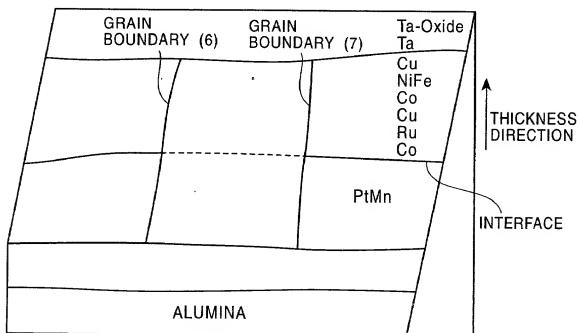 GRAIN
BOUNDARY (6)
GRAIN
BOUNDARY (7)
Ta-Oxide
Ta
Cu
NiFe
Co
Cu
Ru
Co
THICKNESS
DIRECTION
PtMn
INTERFACE
ALUMINA